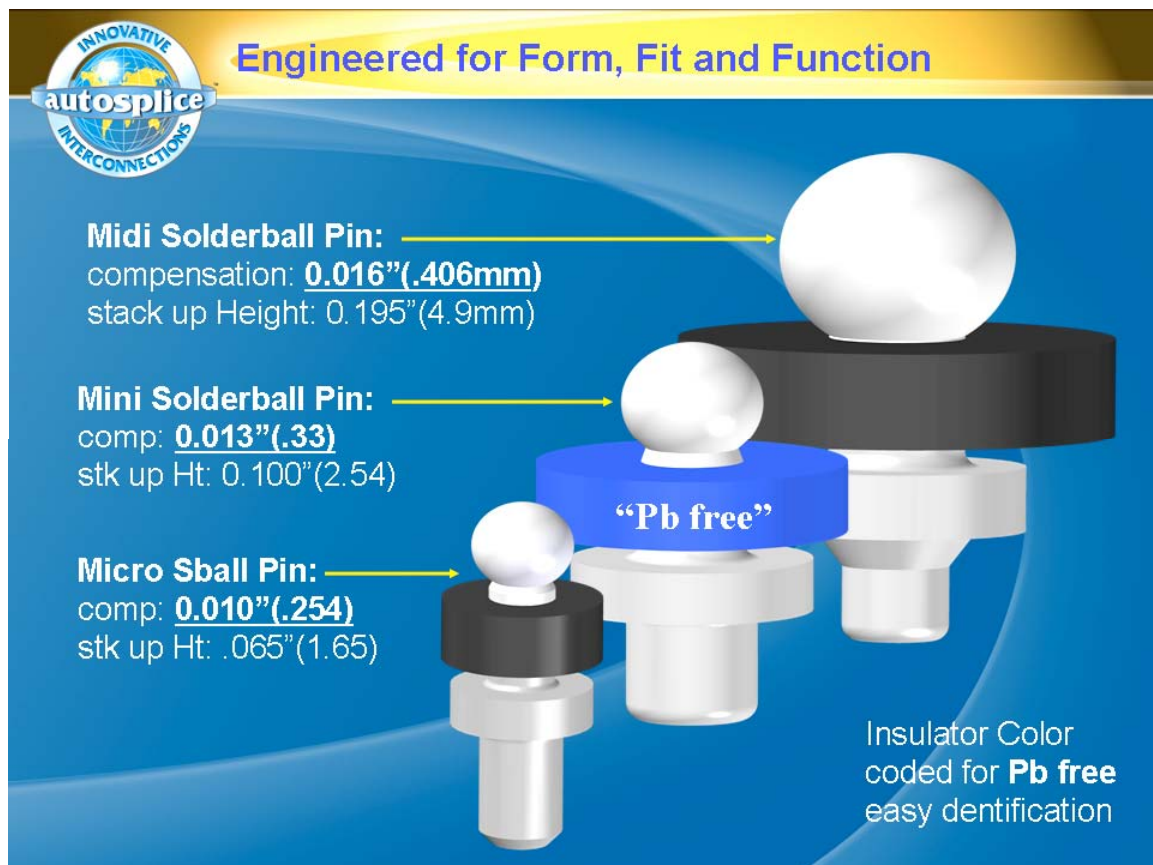 INNOVATIVE
autosplice™
INTERCONNECTIONS
Engineered for Form, Fit and Function
Midi Solderball Pin:
compensation: 0.016”(.406mm)
stack up Height: 0.195”(4.9mm)
Mini Solderball Pin:
comp: 0.013”(.33)
stk up Ht: 0.100”(2.54)
“Pb free”
Micro Sball Pin:
comp: 0.010”(.254)
stk up Ht: .065”(1.65)
Insulator Color
coded for Pb free
easy dentification